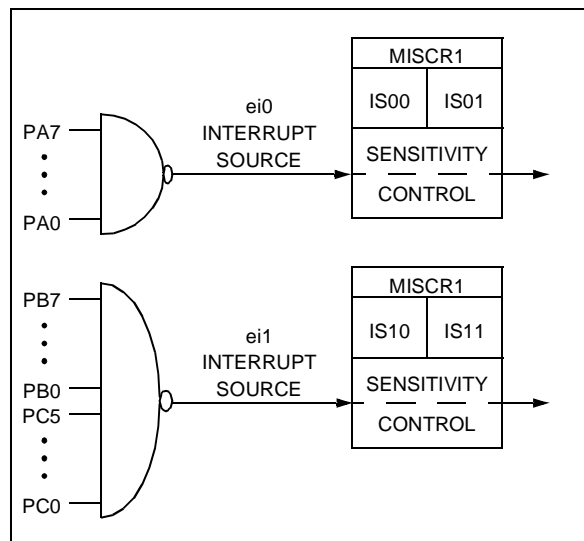 MISCR1
IS00 IS01
ei0
INTERRUPT
SOURCE
PA7
PA0
SENSITIVITY
CONTROL
MISCR1
IS10 IS11
ei1
INTERRUPT
SOURCE
PB7
PB0
PC5
PC0
SENSITIVITY
CONTROL